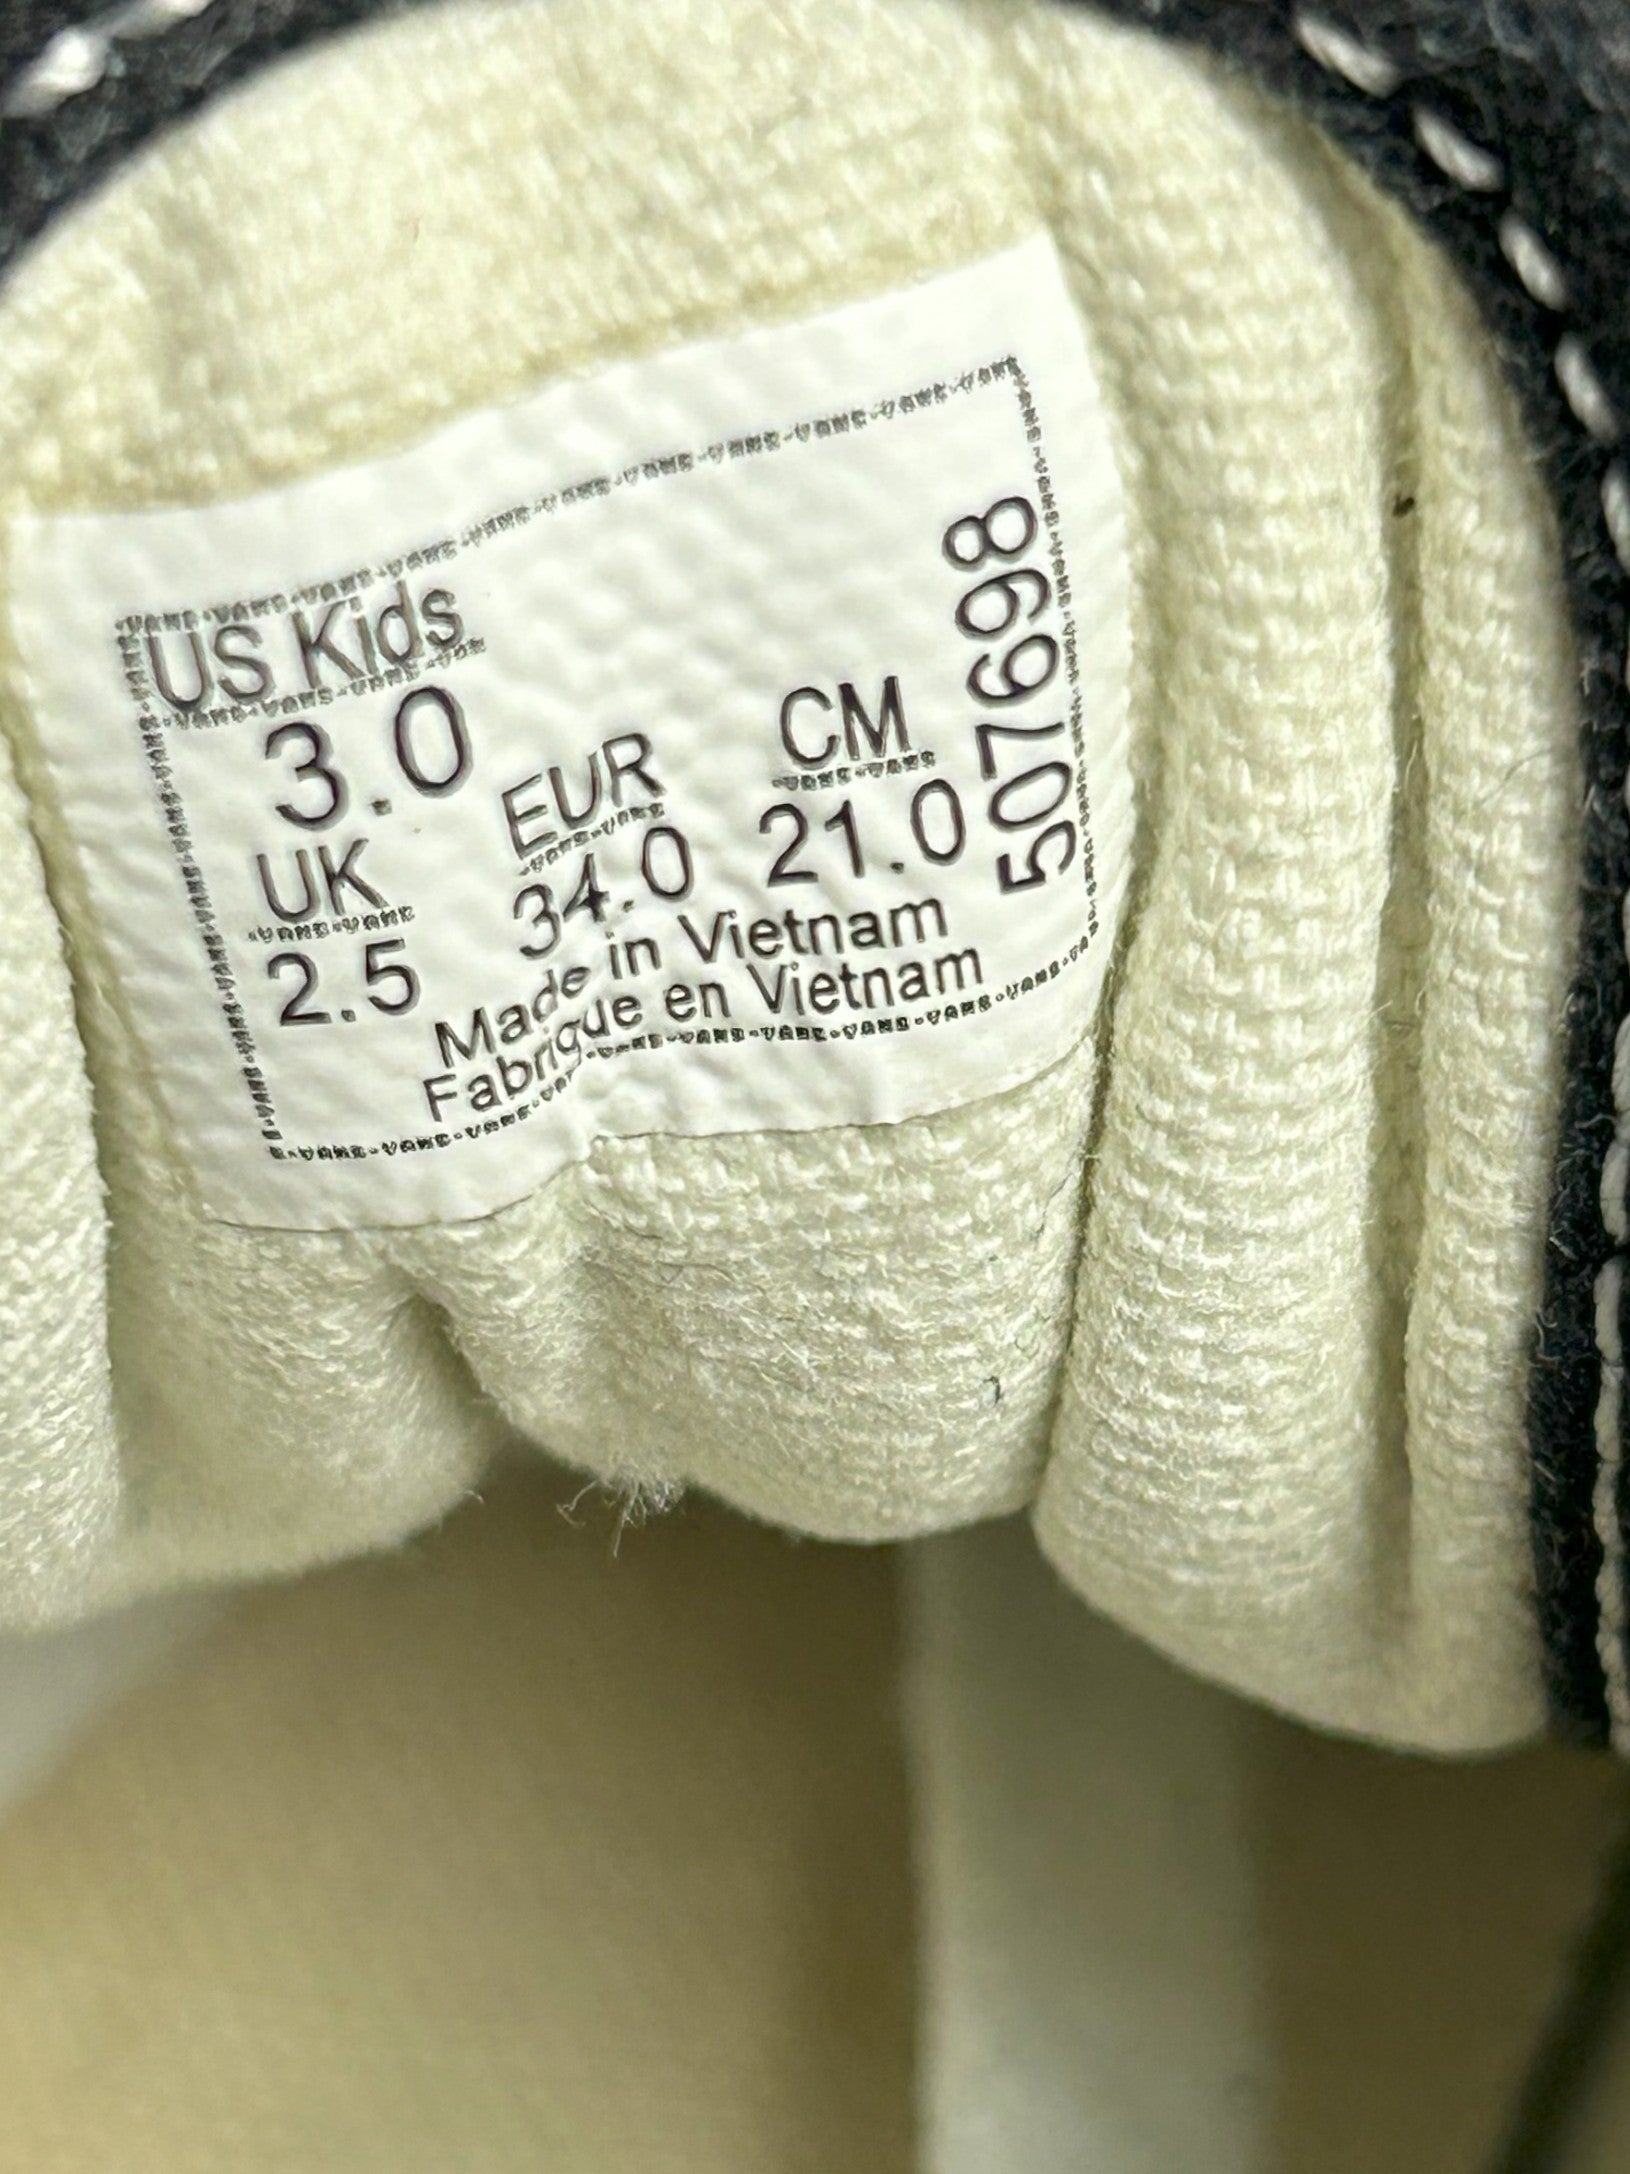 US Kids
3.0
UK
2.5
EUR
34.0
CM
21.0
507698
Made in Vietnam
Fabrique en Vietnam